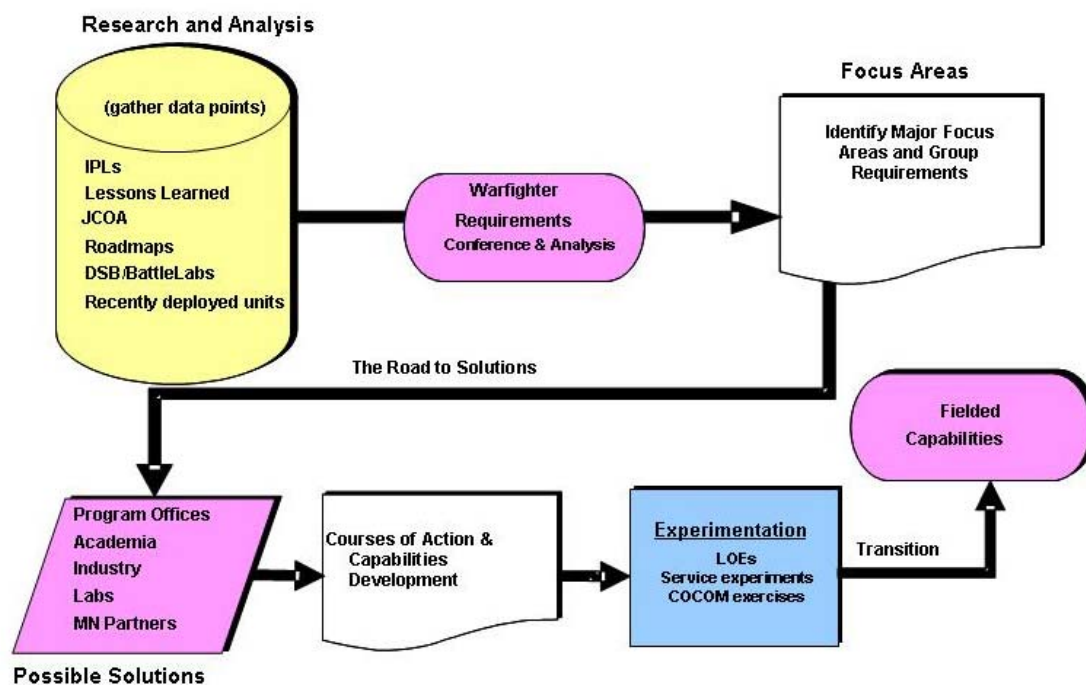 Research and Analysis
(gather data points)
IPLs
Lessons Learned
JCOA
Roadmaps
DSB/BattleLabs
Recently deployed units
Warfighter
Requirements
Conference & Analysis
Focus Areas
Identify Major Focus
Areas and Group
Requirements
The Road to Solutions
Program Offices
Academia
Industry
Labs
MN Partners
Possible Solutions
Courses of Action &
Capabilities
Development
Experimentation
LOEs
Service experiments
COCOM exercises
Transition
Fielded
Capabilities